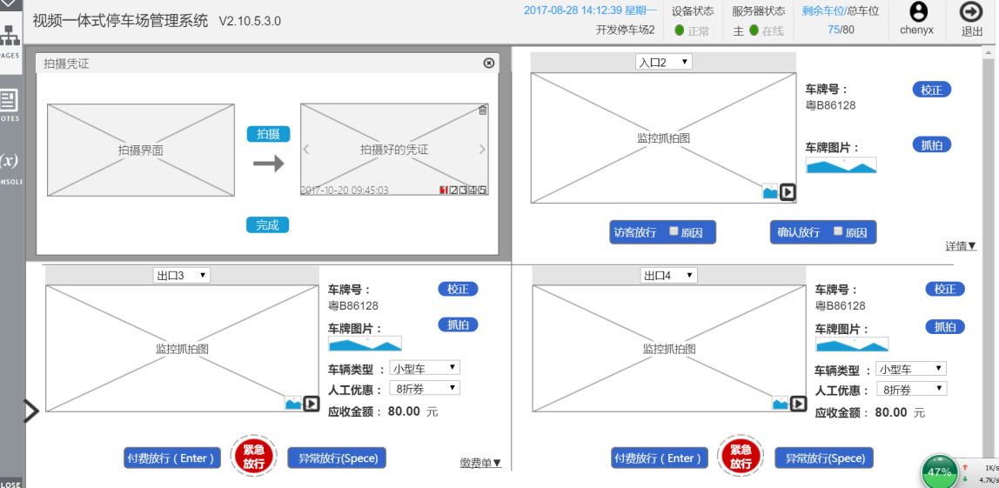 视频一体式停车场管理系统 V2.10.5.3.0
2017-08-28 14:12:39 星期一
开发停车场2
设备状态
正常
服务器状态
主 在线
剩余车位/总车位
75/80
chenyx
退出
PAGES
NOTES
(x)
ONSOLE
LOSE
拍摄凭证
拍摄界面
拍摄
拍摄好的凭证
2017-10-20 09:45:03
1 2 3 4 5
完成
入口2
监控抓拍图
车牌号：
粤B86128
校正
车牌图片：
抓拍
访客放行 原因
确认放行 原因
详情▼
出口3
监控抓拍图
车牌号：
粤B86128
校正
车牌图片：
抓拍
车辆类型 ： 小型车
人工优惠： 8折券
应收金额： 80.00 元
付费放行（Enter）
紧急
放行
异常放行(Spece)
缴费单▼
出口4
监控抓拍图
车牌号：
粤B86128
校正
车牌图片：
抓拍
车辆类型 ： 小型车
人工优惠： 8折券
应收金额： 80.00 元
付费放行（Enter）
紧急
放行
异常放行(Spece)
47%
1K/s
4.7K/s